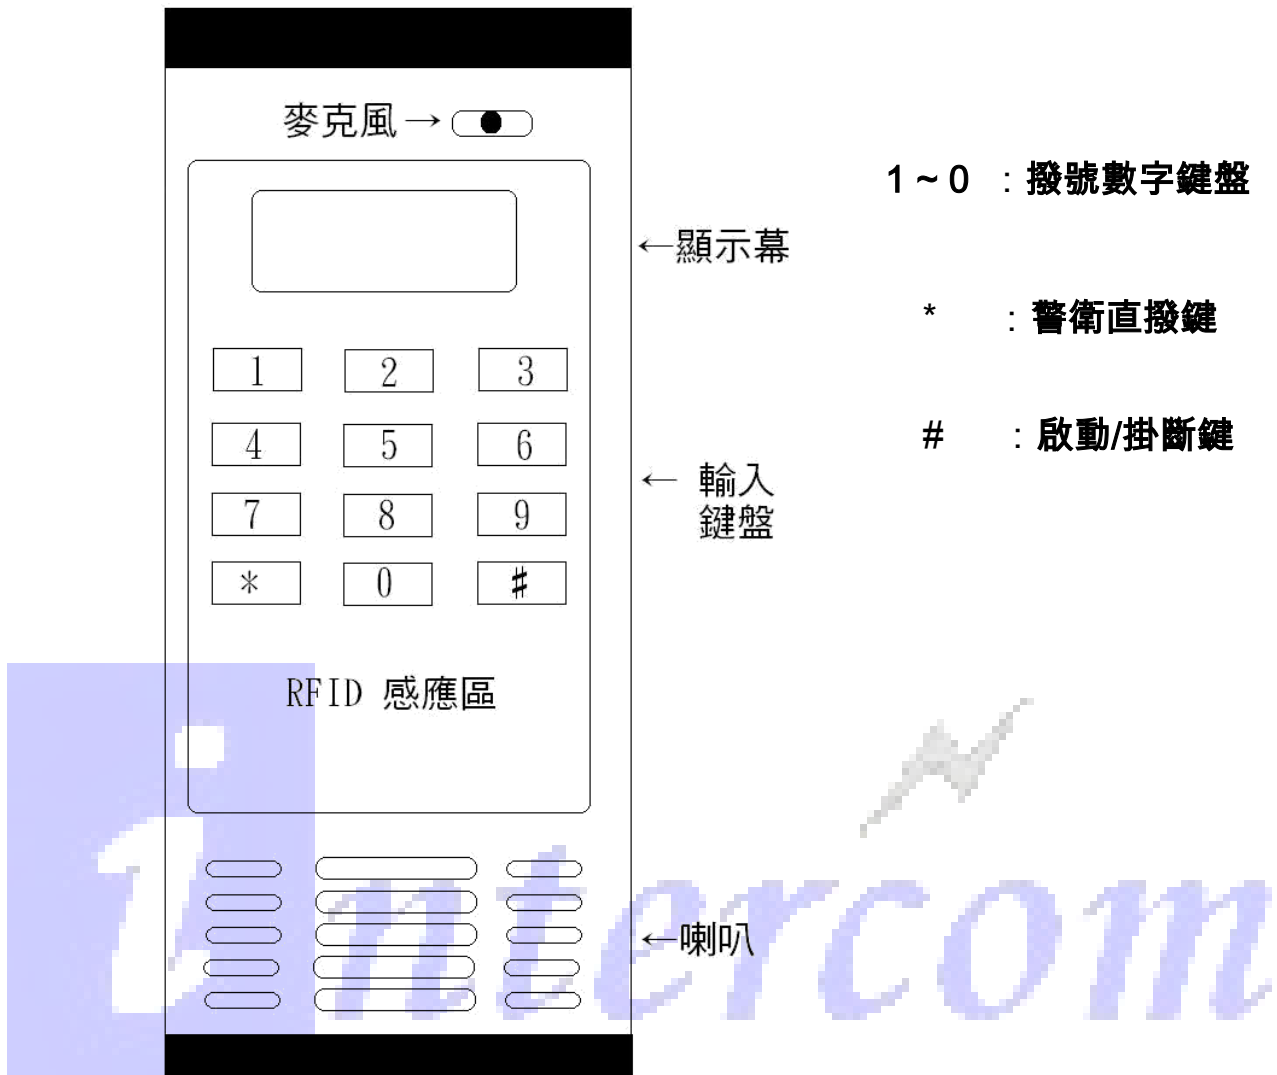 麥克風→
1～0 ：撥號數字鍵盤
←顯示幕
* ：警衛直撥鍵
1 2 3
# ：啟動/掛斷鍵
4 5 6
← 輸入
鍵盤
7 8 9
* 0 #
RFID 感應區
←喇叭
intercom